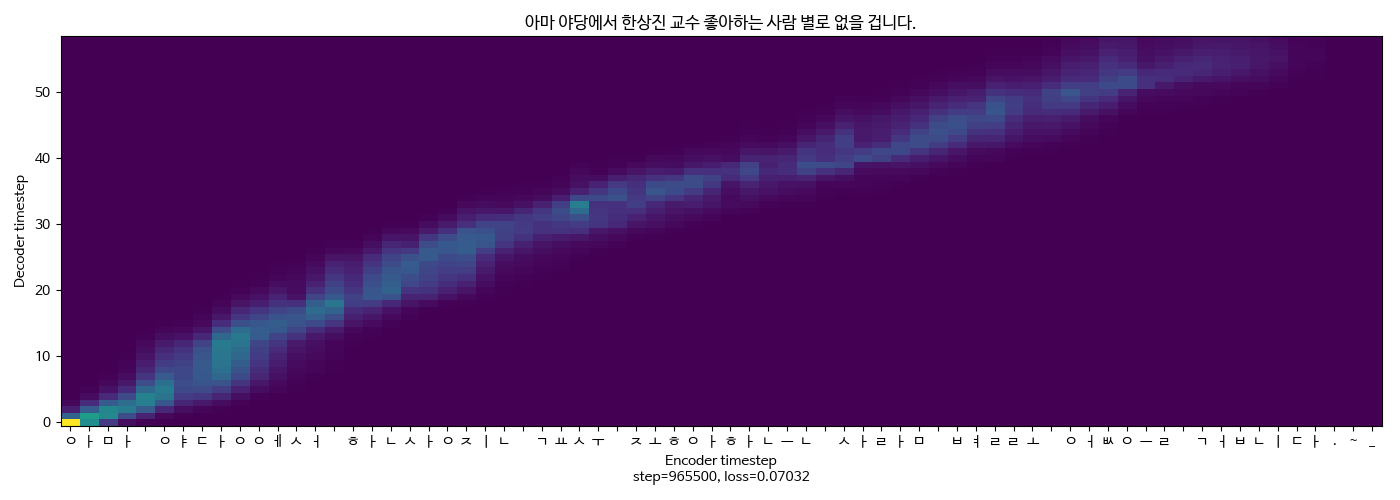 아마 야당에서 한상진 교수 좋아하는 사람 별로 없을 겁니다.
Decoder timestep
50
40
30
20
10
0
ㅇ ㅏ ㅁ ㅏ ㅇ ㅑ ㄷ ㅏ ㅇ ㅇ ㅔ ㅅ ㅓ ㅎ ㅏ ㄴ ㅅ ㅏ ㅇ ㅈ ㅣ ㄴ ㄱ ㅛ ㅅ ㅜ ㅈ ㅗ ㅎ ㅇ ㅏ ㅎ ㅏ ㄴ ㅡ ㄴ ㅅ ㅏ ㄹ ㅏ ㅁ ㅂ ㅕ ㄹ ㄹ ㅗ ㅇ ㅓ ㅄ ㅇ ㅡ ㄹ ㄱ ㅓ ㅂ ㄴ ㅣ ㄷ ㅏ . ~ _
Encoder timestep
step=965500, loss=0.07032